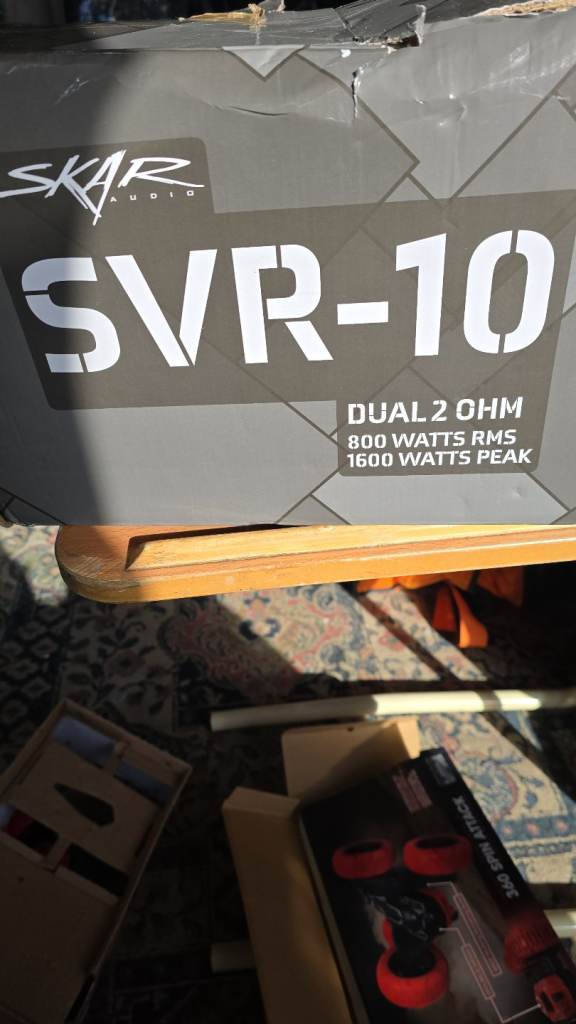 SKAR
AUDIO
SVR-10
DUAL 2 OHM
800 WATTS RMS
1600 WATTS PEAK
360 SPIN ATTACK